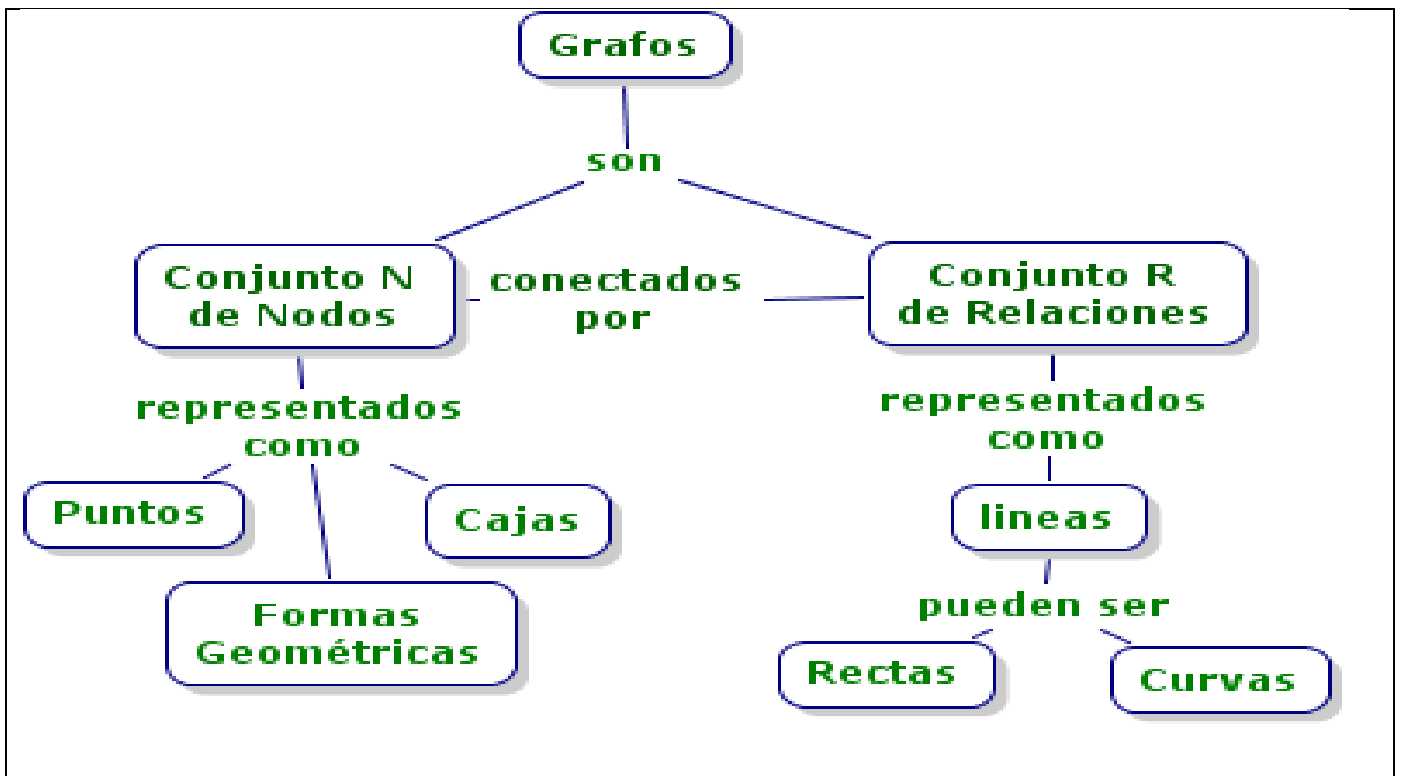 Grafos
son
Conjunto N
de Nodos
conectados
por
Conjunto R
de Relaciones
representados
como
representados
como
Puntos
Cajas
lineas
Formas
Geométricas
pueden ser
Rectas
Curvas